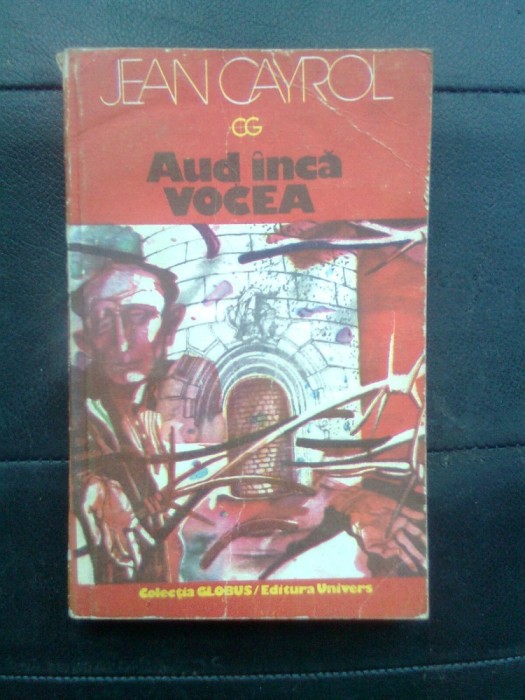 JEAN CAYROL
CG
Aud încă
VOCEA
Colecția GLOBUS / Editura Univers